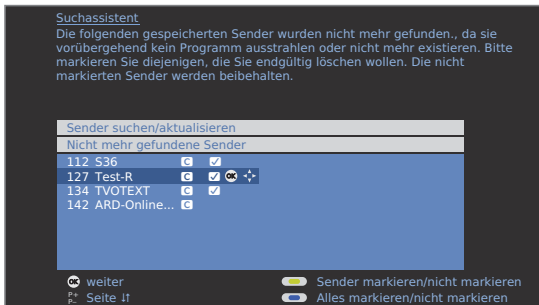 Suchassistent
Die folgenden gespeicherten Sender wurden nicht mehr gefunden., da sie
vorübergehend kein Programm ausstrahlen oder nicht mehr existieren. Bitte
markieren Sie diejenigen, die Sie endgültig löschen wollen. Die nicht
markierten Sender werden beibehalten.
Sender suchen/aktualisieren
Nicht mehr gefundene Sender
112 S36 C
127 Test-R C OK
134 TVOTEXT C
142 ARD-Online... C
OK weiter
Sender markieren/nicht markieren
P+ P– Seite
Alles markieren/nicht markieren